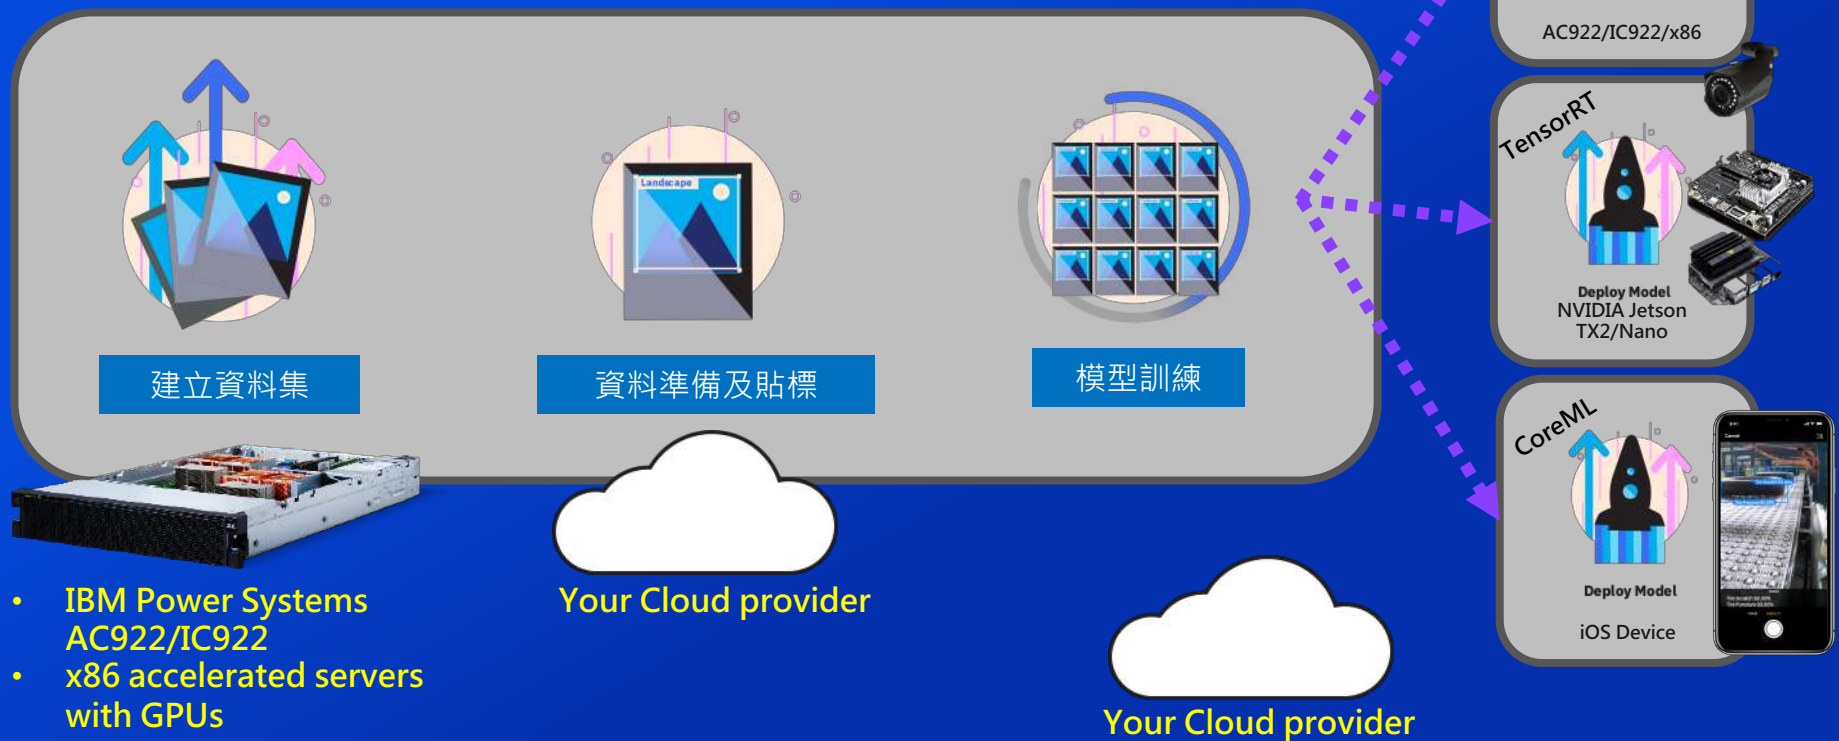 AC922/IC922/x86
TensorRT
Landscape
Deploy Model
NVIDIA Jetson
TX2/Nano
建立資料集
資料準備及貼標
模型訓練
CoreML
Cancel
Deploy Model
iOS Device
• IBM Power Systems
AC922/IC922
• x86 accelerated servers
with GPUs
Your Cloud provider
Your Cloud provider